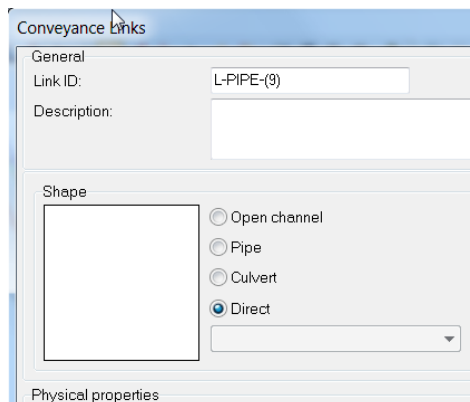 Conveyance Links
General
Link ID:
L-PIPE-(9)
Description:
Shape
Open channel
Pipe
Culvert
Direct
Physical properties